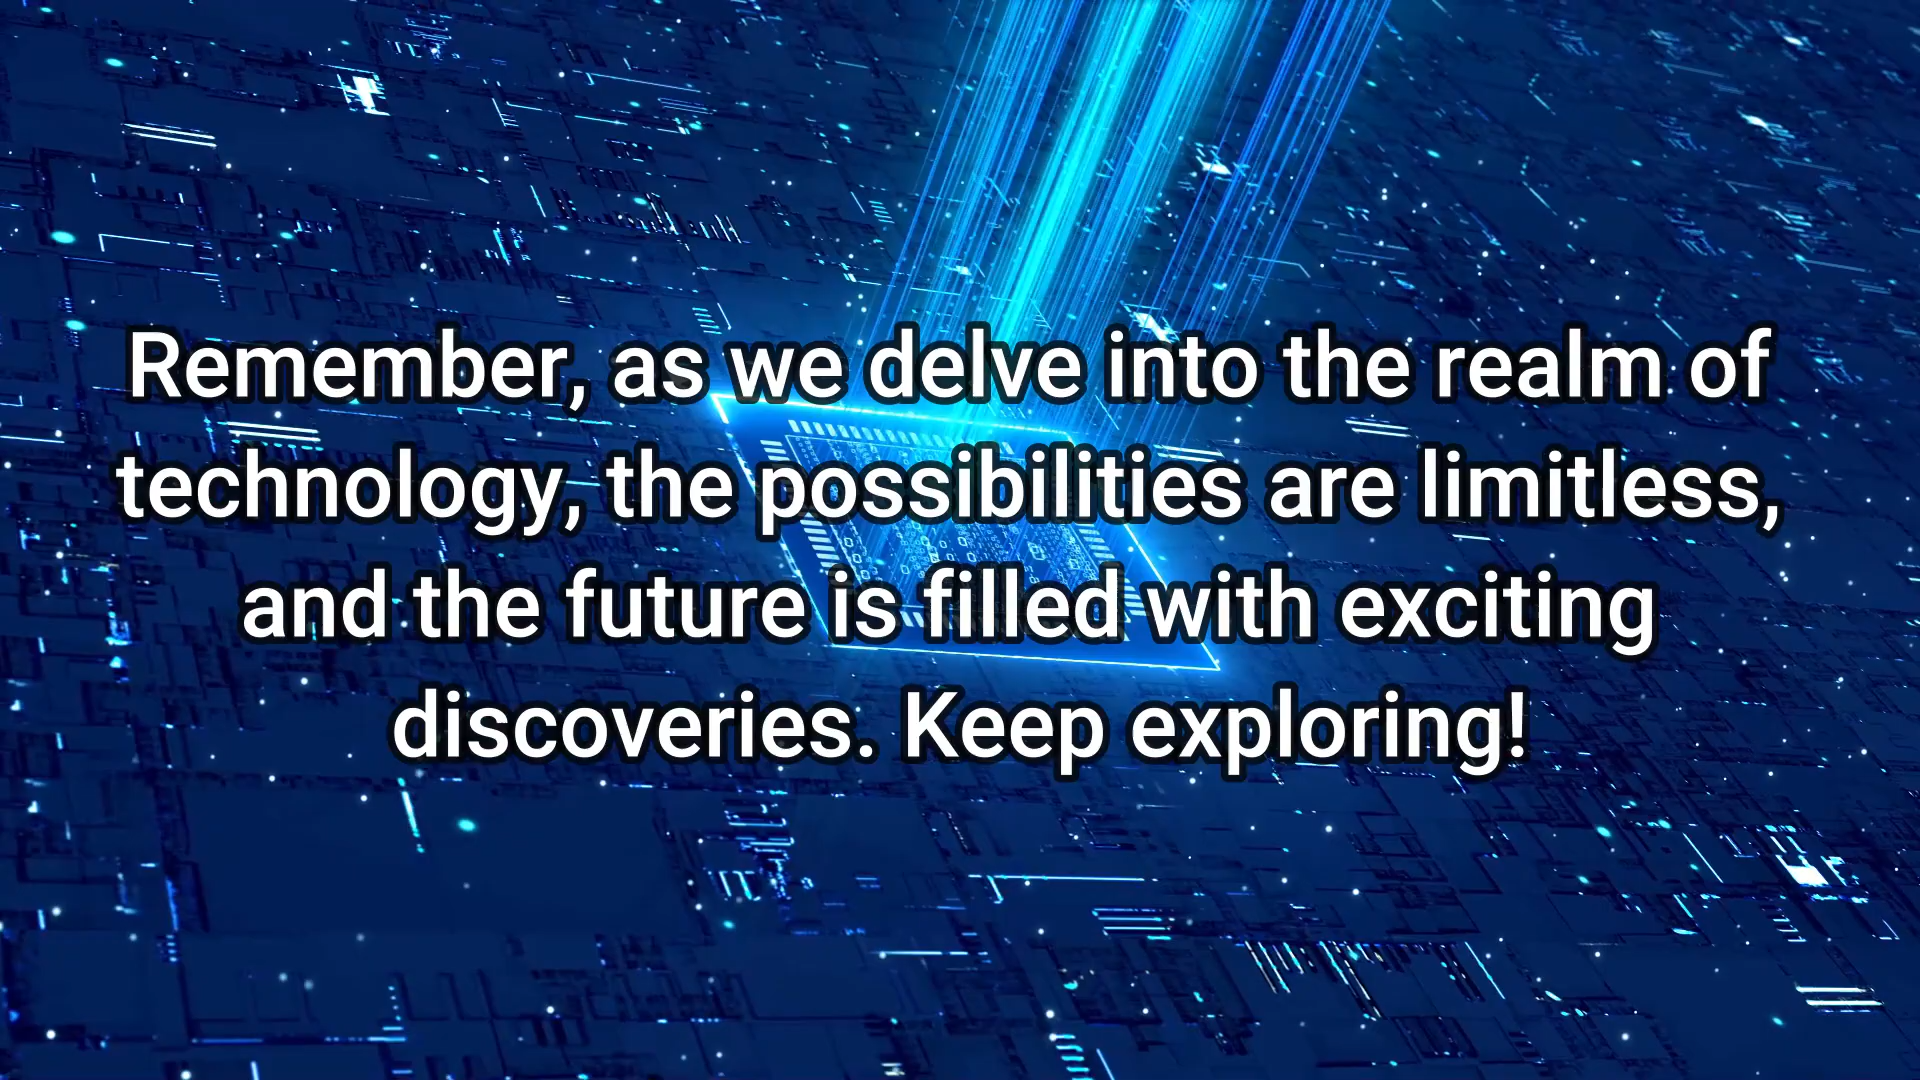 Remember, as we delve into the realm of
technology, the possibilities are limitless,
and the future is filled with exciting
discoveries. Keep exploring!